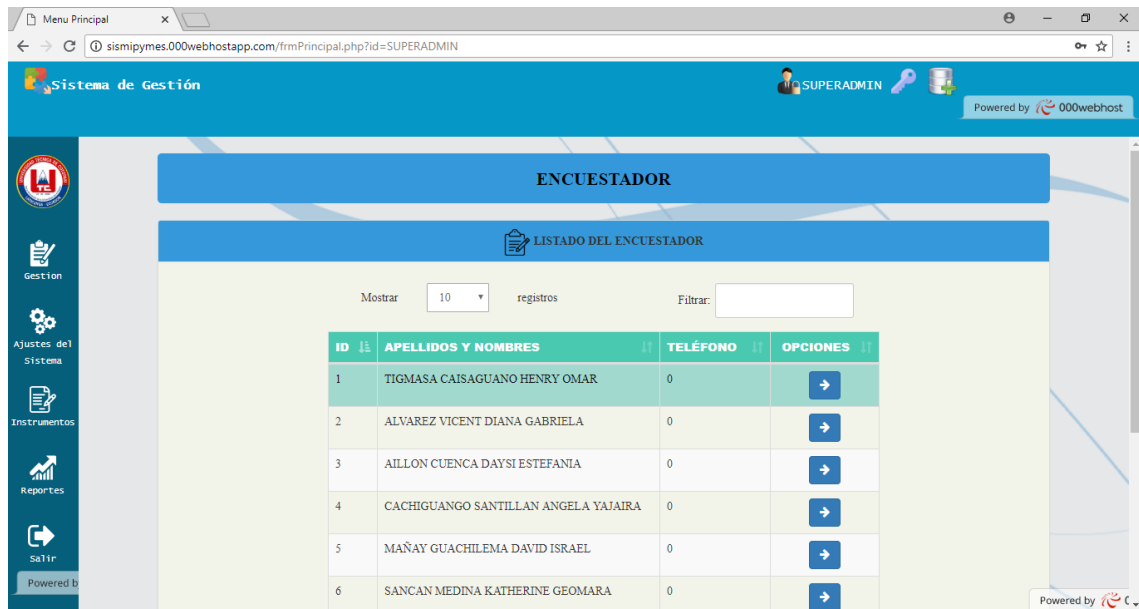 Menu Principal
sismipymes.000webhostapp.com/frmPrincipal.php?id=SUPERADMIN
Sistema de Gestión
SUPERADMIN
Powered by 000webhost
ENCUESTADOR
LISTADO DEL ENCUESTADOR
Gestion
Mostrar 10 registros Filtrar:
Ajustes del
Sistema
ID APELLIDOS Y NOMBRES TELÉFONO OPCIONES
1 TIGMASA CAISAGUANO HENRY OMAR 0
Instrumentos
2 ALVAREZ VICENT DIANA GABRIELA 0
3 AILLON CUENCA DAYSI ESTEFANIA 0
Reportes
4 CACHIGUANGO SANTILLAN ANGELA YAJAIRA 0
5 MAÑAY GUACHILEMA DAVID ISRAEL 0
Salir
6 SANCAN MEDINA KATHERINE GEOMARA 0
Powered b
Powered by